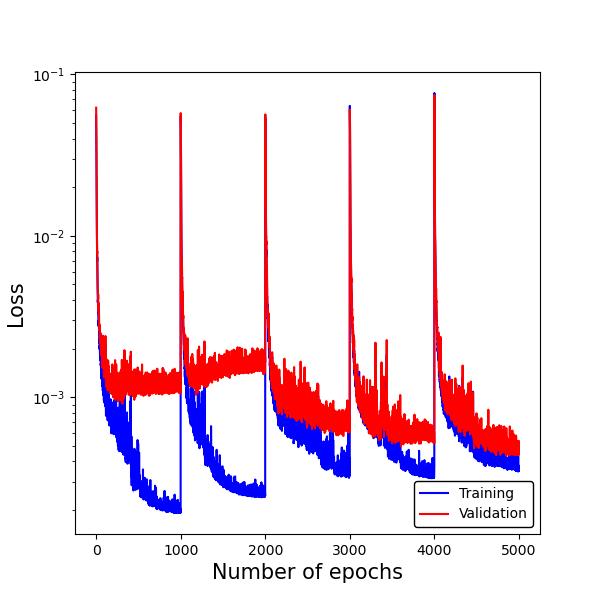 10⁻¹
10⁻²
10⁻³
Loss
0 1000 2000 3000 4000 5000
Number of epochs
Training
Validation